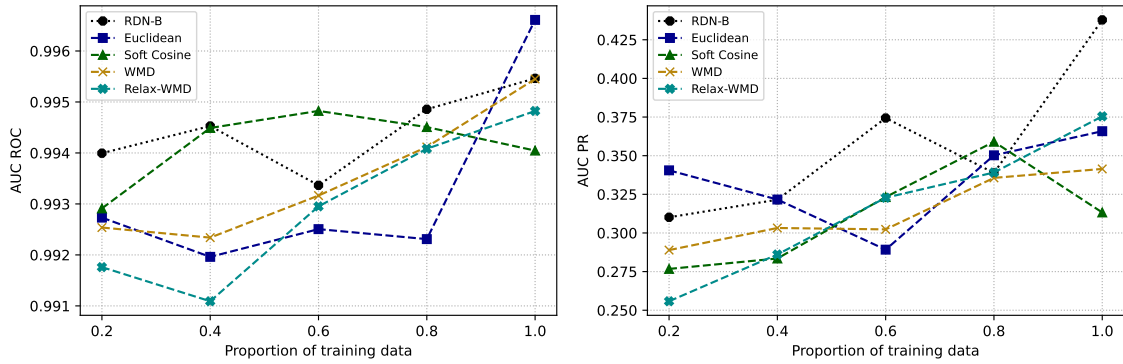 RDN-B
Euclidean
Soft Cosine
WMD
Relax-WMD
AUC ROC
0.996
0.995
0.994
0.993
0.992
0.991
0.2 0.4 0.6 0.8 1.0
Proportion of training data
RDN-B
Euclidean
Soft Cosine
WMD
Relax-WMD
AUC PR
0.425
0.400
0.375
0.350
0.325
0.300
0.275
0.250
0.2 0.4 0.6 0.8 1.0
Proportion of training data